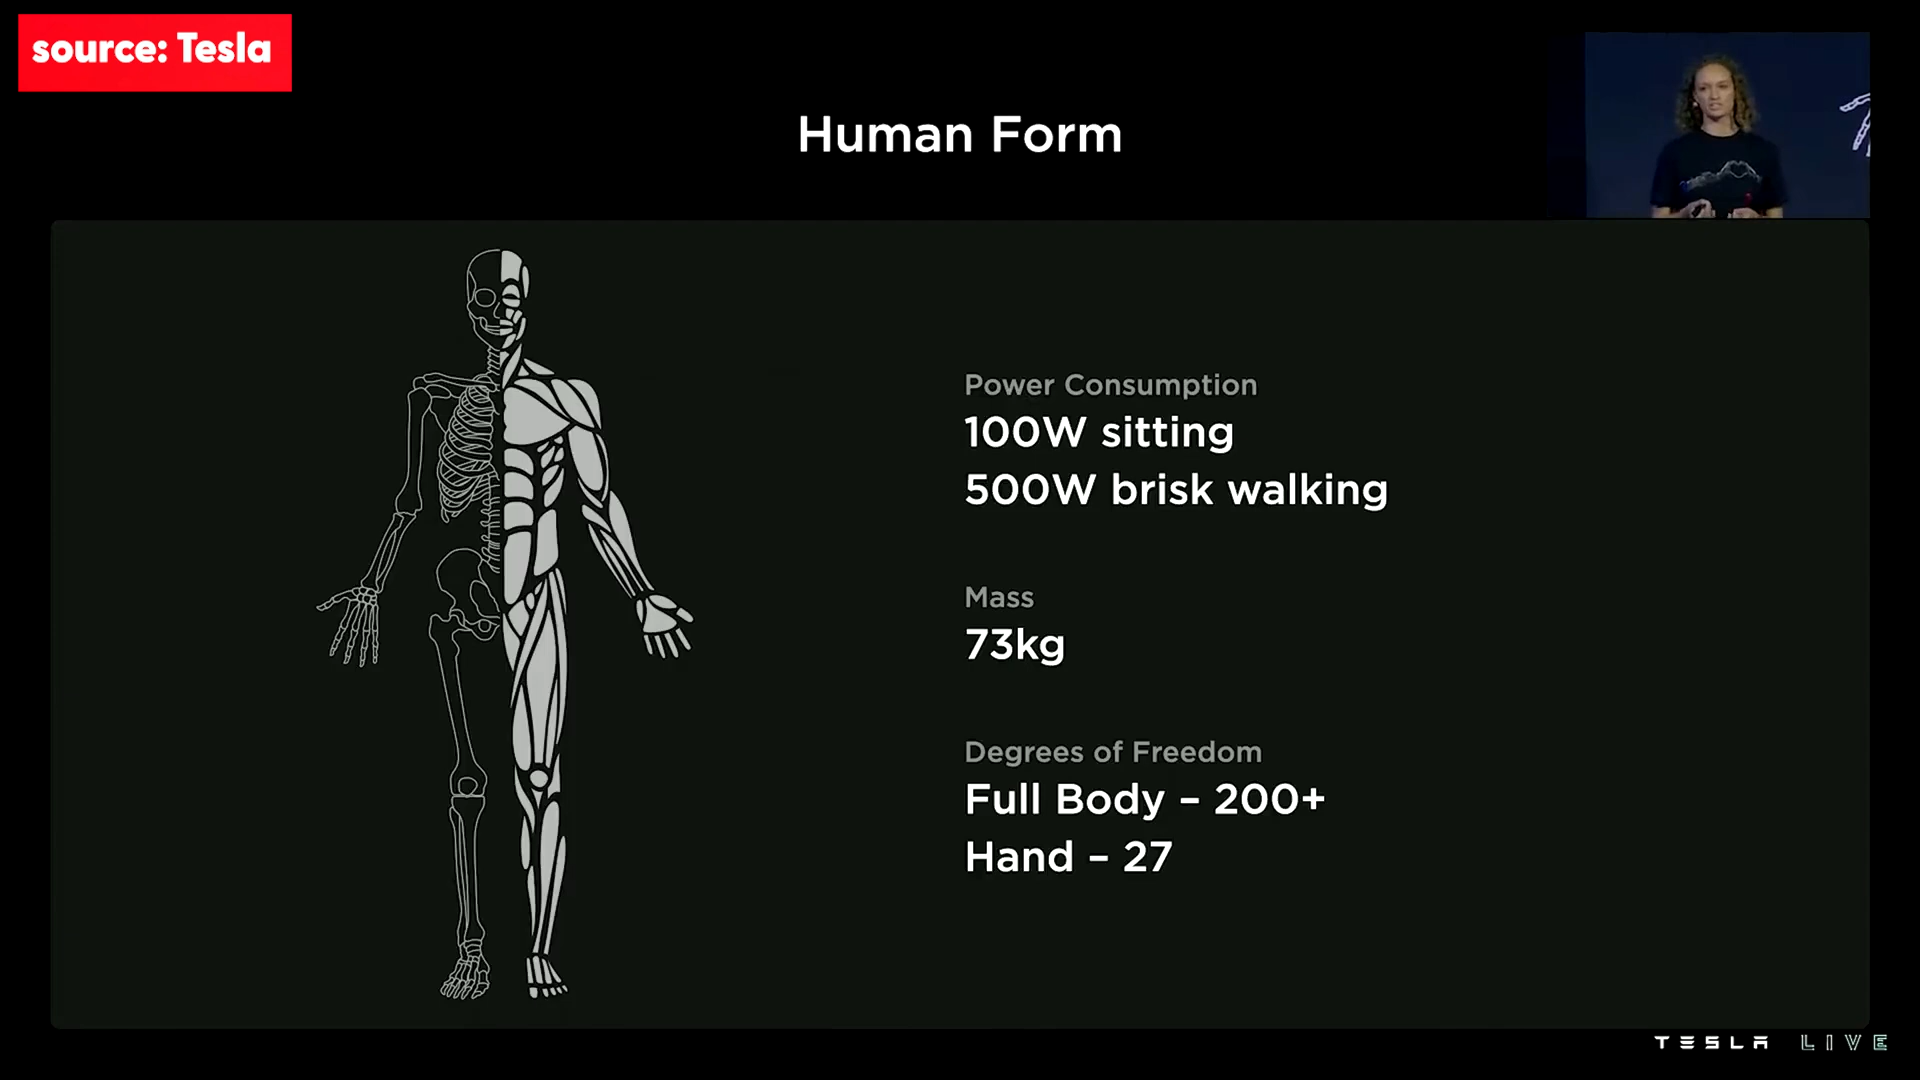 source: Tesla
Human Form
Power Consumption
100W sitting
500W brisk walking
Mass
73kg
Degrees of Freedom
Full Body – 200+
Hand – 27
TESLA LIVE